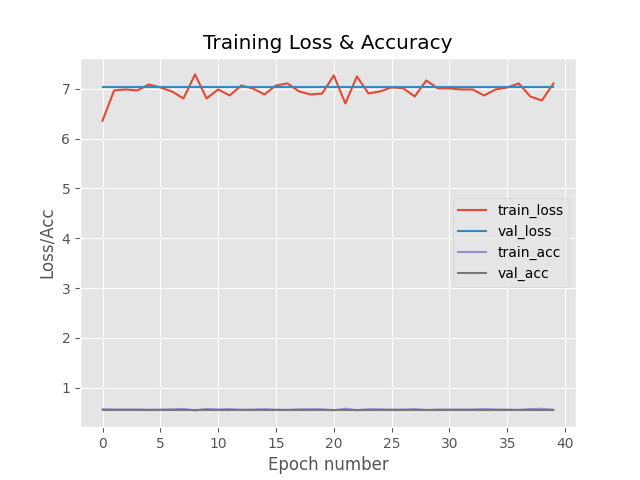 Training Loss & Accuracy
7
6
5
4
3
2
1
Loss/Acc
train_loss
val_loss
train_acc
val_acc
0 5 10 15 20 25 30 35 40
Epoch number